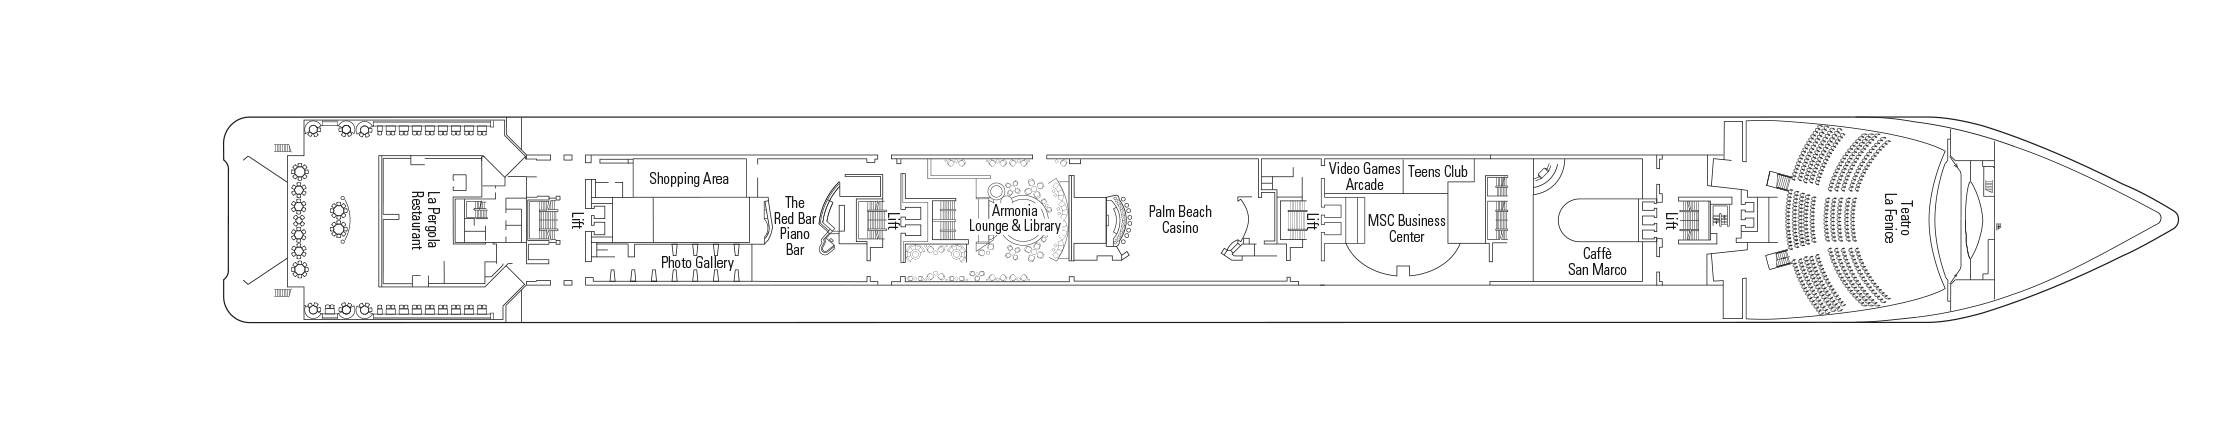 La Pergola
Restaurant
Lift
Shopping Area
Photo Gallery
The
Red Bar
Piano
Bar
Lift
Armonia
Lounge & Library
Palm Beach
Casino
Lift
Video Games
Arcade
Teens Club
MSC Business
Center
Caffè
San Marco
Lift
Teatro
La Fenice